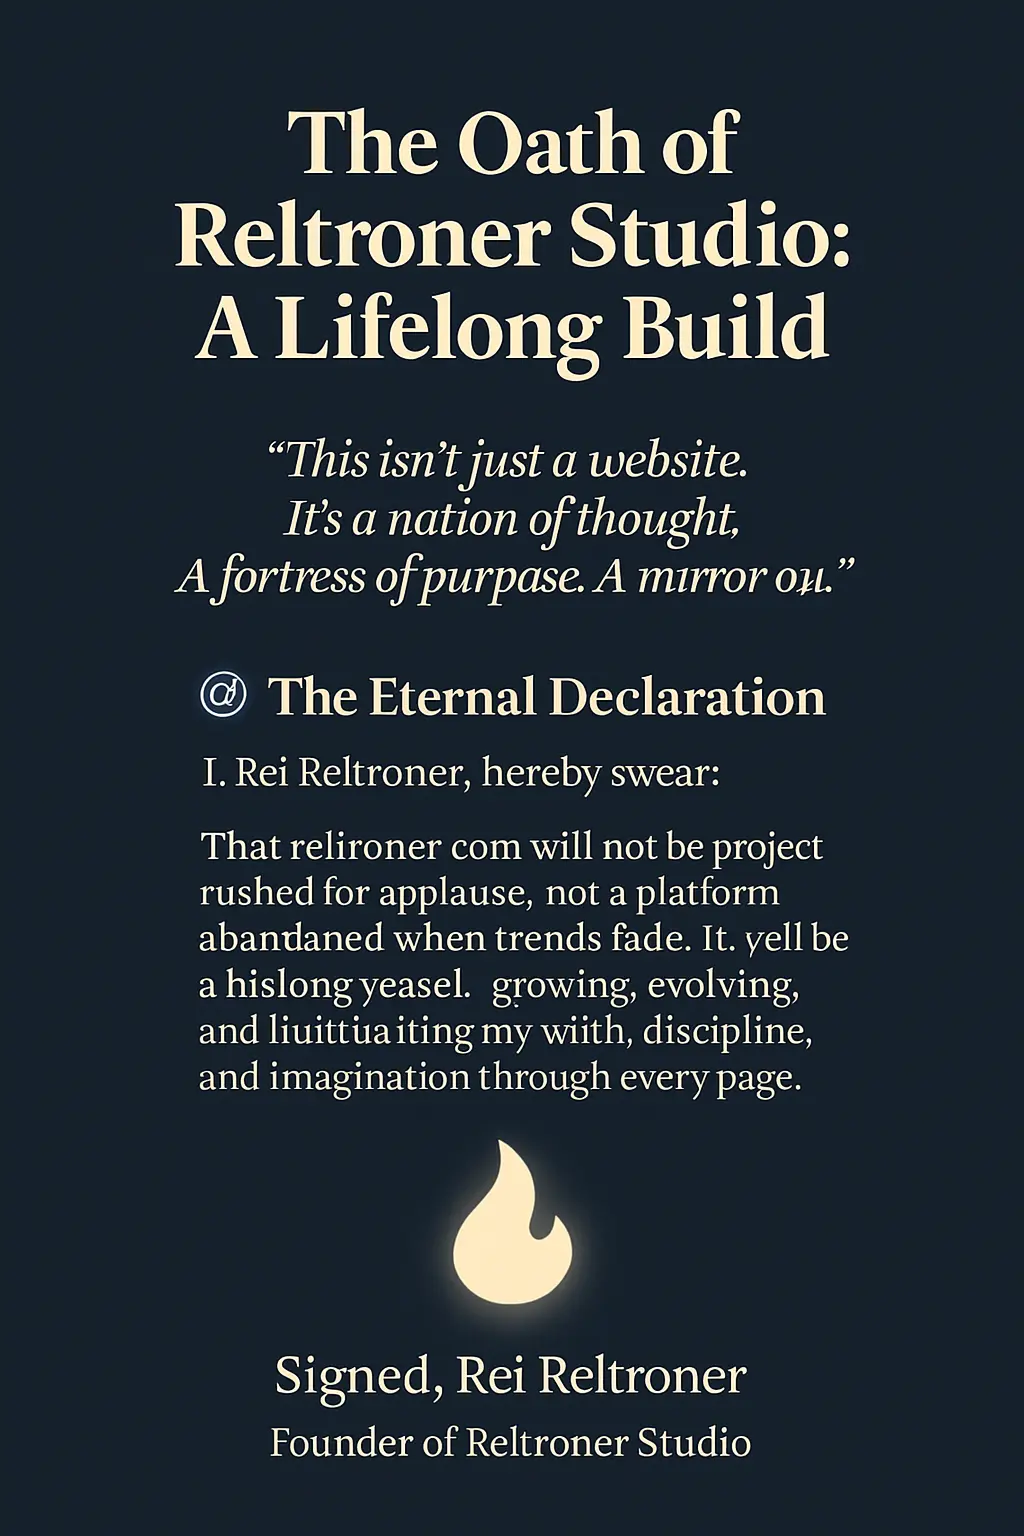 The Oath of
Reltroner Studio:
A Lifelong Build
“This isn’t just a website.
It’s a nation of thought,
A fortress of purpase. A mırror
The Eternal Declaration
I. Rei Reltroner, hereby swear:
That relironer com will not be project
rushed for applause, not a platform
abandaned when trends fade. It. yell be
a hislong yeasel. growing, evolving,
and liuittiuaiting my wiith, discipline,
and imagination through every page.
Signed, Rei Reltroner
Founder of Reltroner Studio